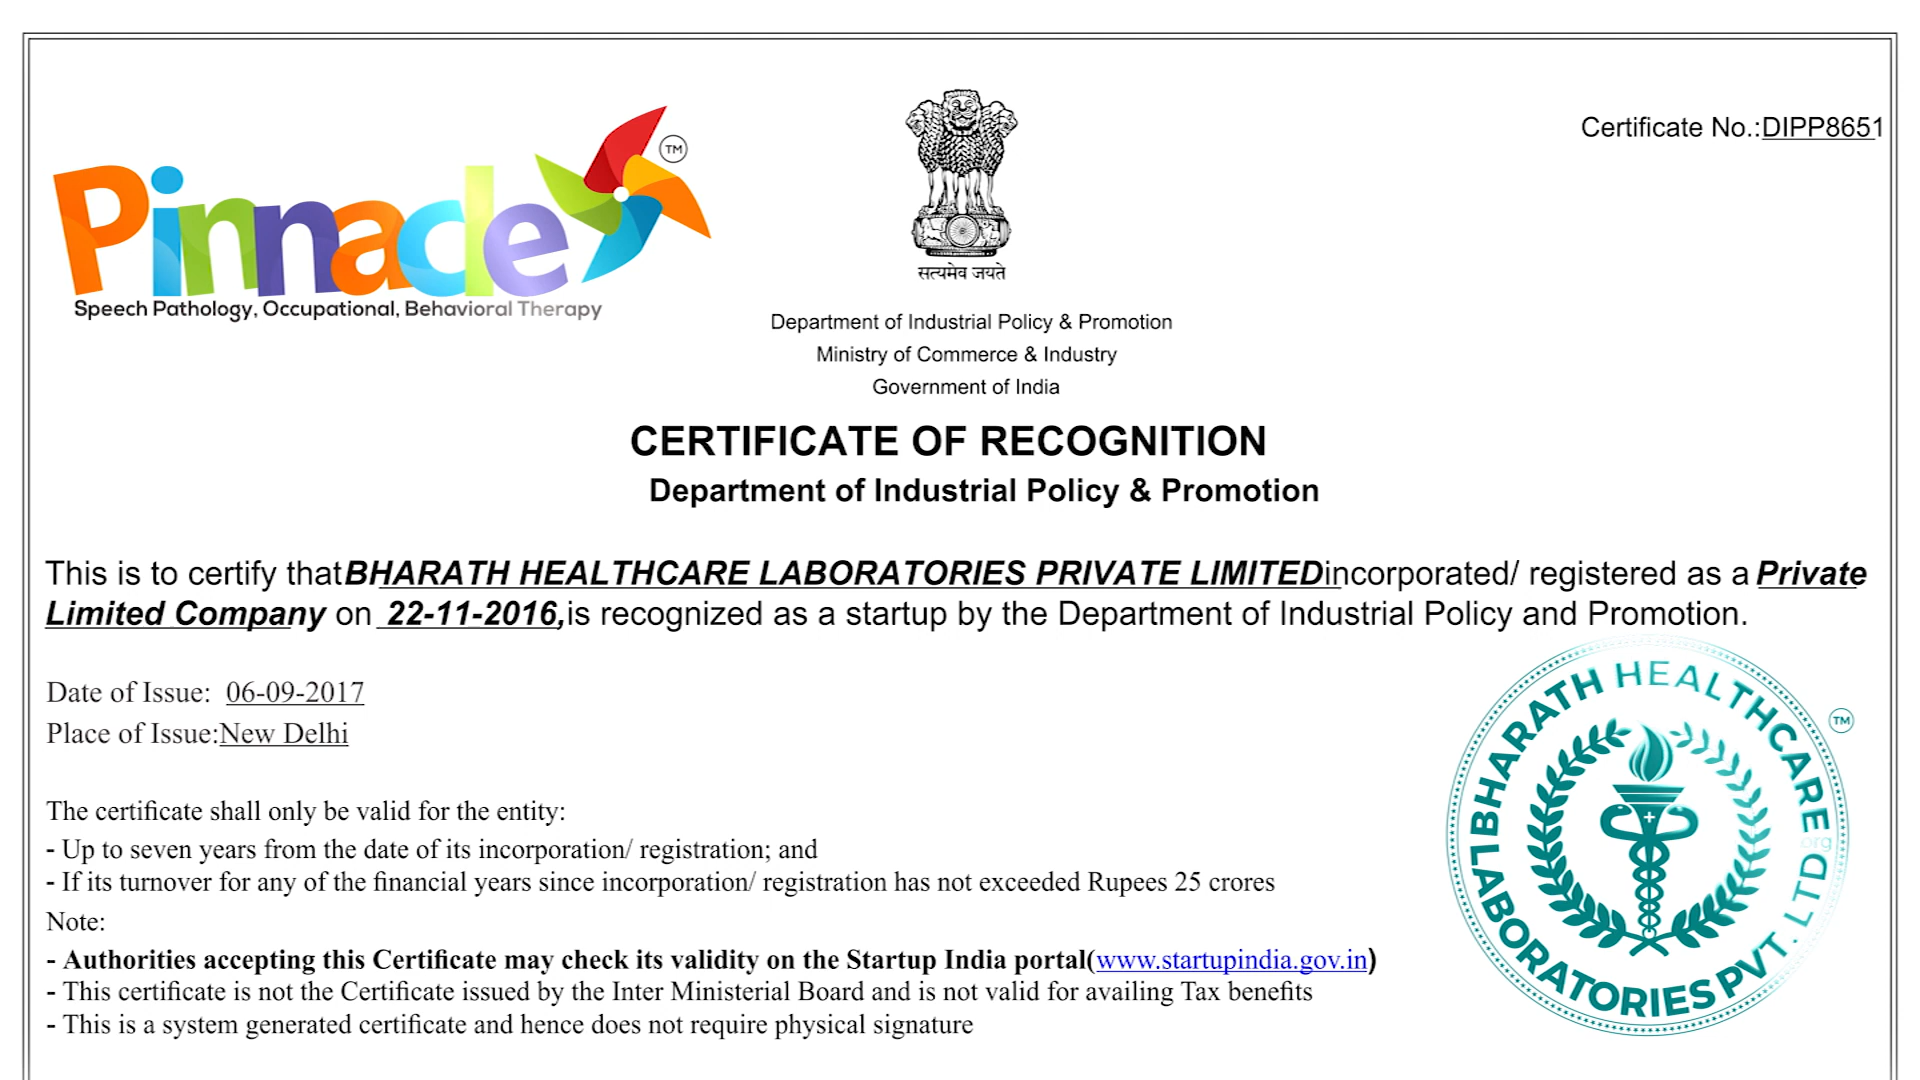 Certificate No.:DIPP8651
Pinnacle
TM
Speech Pathology, Occupational, Behavioral Therapy
सत्यमेव जयते
Department of Industrial Policy & Promotion
Ministry of Commerce & Industry
Government of India
CERTIFICATE OF RECOGNITION
Department of Industrial Policy & Promotion
This is to certify thatBHARATH HEALTHCARE LABORATORIES PRIVATE LIMITEDincorporated/ registered as a Private
Limited Company on 22-11-2016,is recognized as a startup by the Department of Industrial Policy and Promotion.
Date of Issue: 06-09-2017
Place of Issue:New Delhi
The certificate shall only be valid for the entity:
- Up to seven years from the date of its incorporation/ registration; and
- If its turnover for any of the financial years since incorporation/ registration has not exceeded Rupees 25 crores
Note:
- Authorities accepting this Certificate may check its validity on the Startup India portal(www.startupindia.gov.in)
- This certificate is not the Certificate issued by the Inter Ministerial Board and is not valid for availing Tax benefits
- This is a system generated certificate and hence does not require physical signature
BHARATH HEALTHCARE
LABORATORIES PVT. LTD
TM